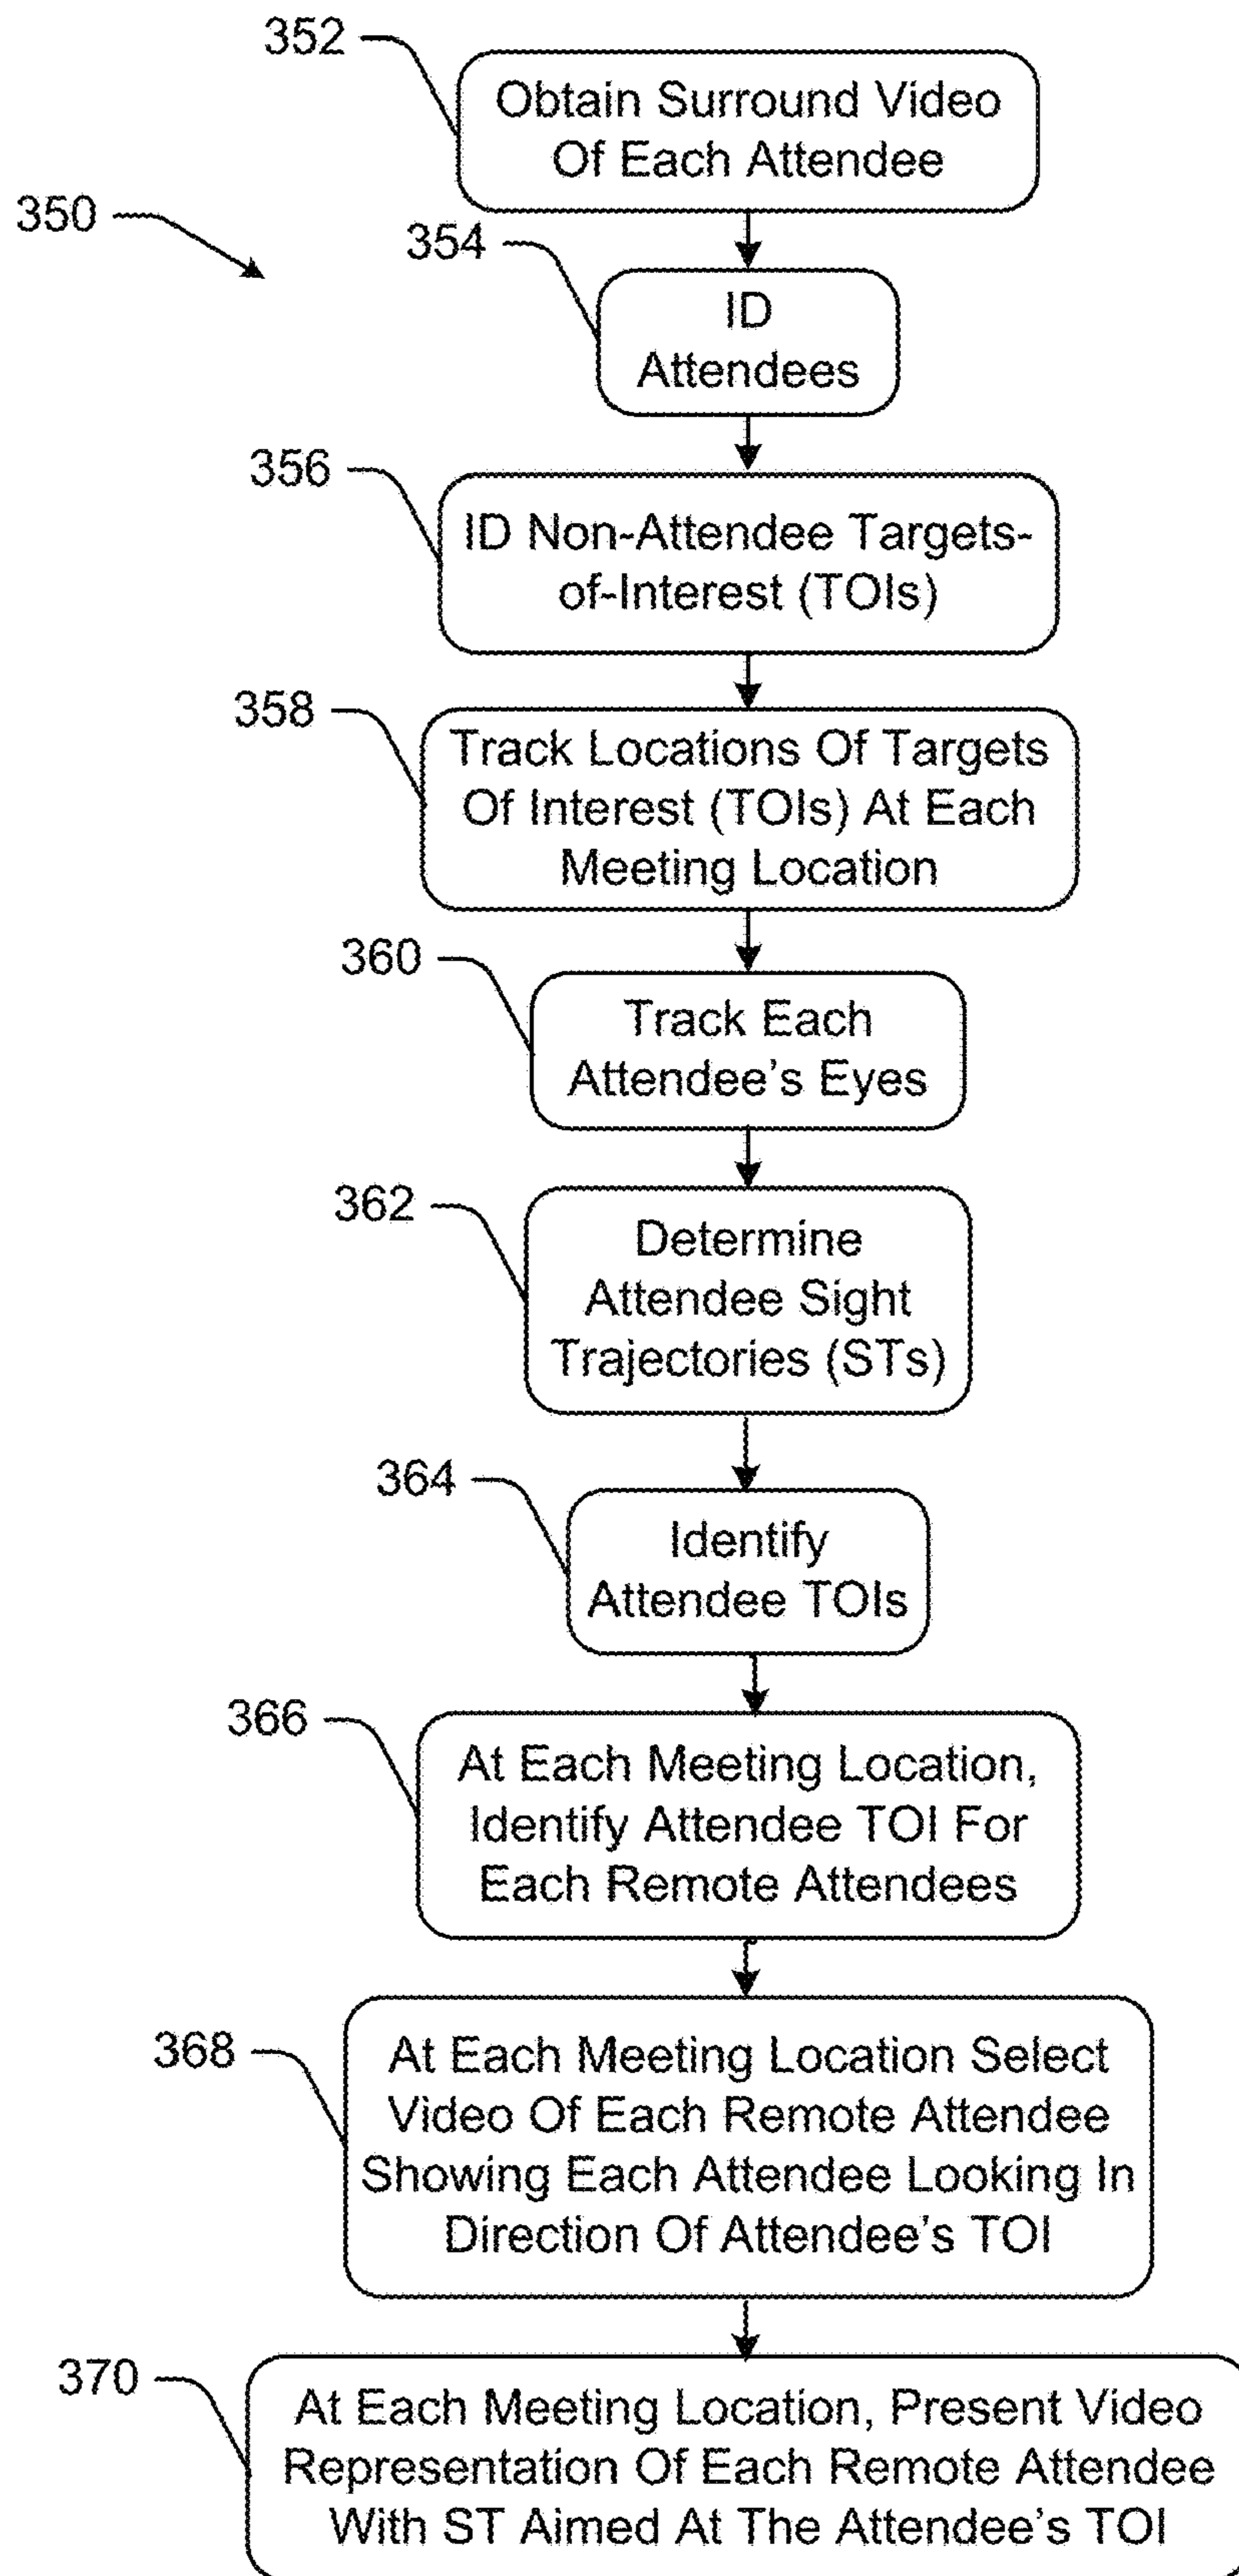 352
Obtain Surround Video
Of Each Attendee
350
354
ID
Attendees
356
ID Non-Attendee Targets-
of-Interest (TOIs)
358
Track Locations Of Targets
Of Interest (TOIs) At Each
Meeting Location
360
Track Each
Attendee's Eyes
362
Determine
Attendee Sight
Trajectories (STs)
364
Identify
Attendee TOIs
366
At Each Meeting Location,
Identify Attendee TOI For
Each Remote Attendees
368
At Each Meeting Location Select
Video Of Each Remote Attendee
Showing Each Attendee Looking In
Direction Of Attendee's TOI
370
At Each Meeting Location, Present Video
Representation Of Each Remote Attendee
With ST Aimed At The Attendee's TOI